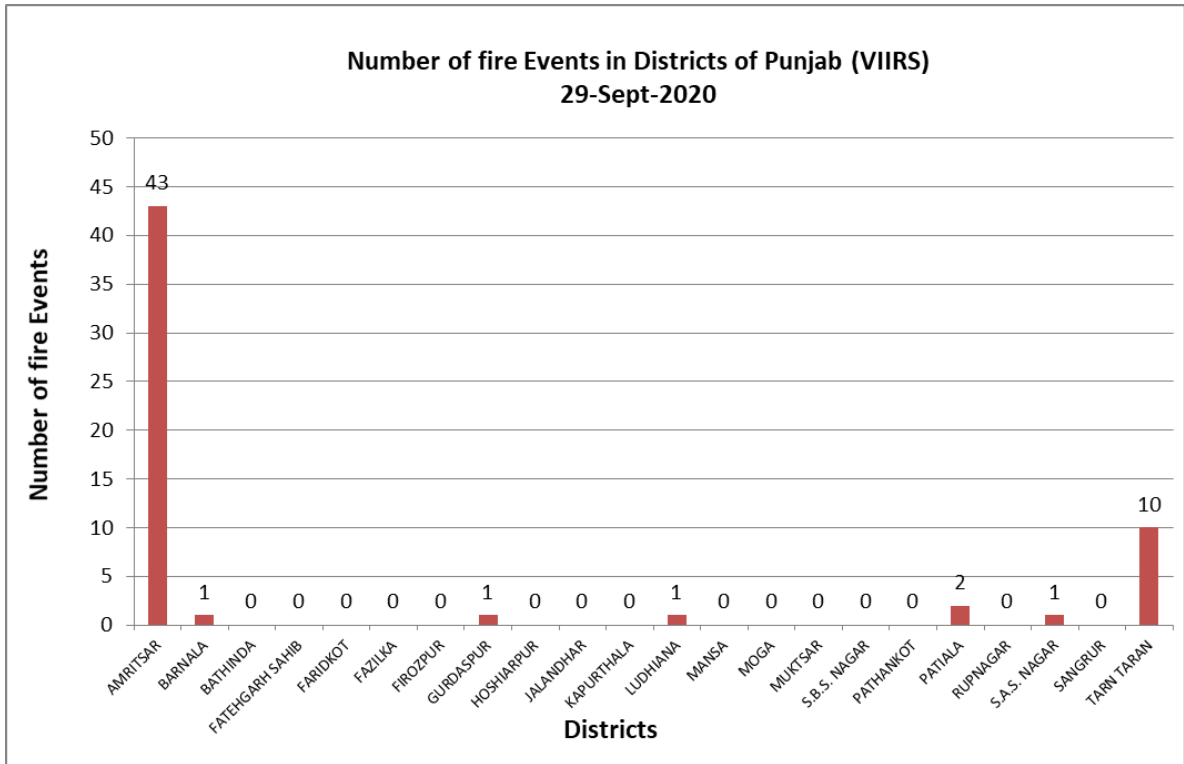 Number of fire Events in Districts of Punjab (VIIRS)
29-Sept-2020
Number of fire Events
50
45
40
35
30
25
20
15
10
5
0
43
1
0
0
0
0
0
1
0
0
0
1
0
0
0
0
0
2
0
1
0
10
AMRITSAR
BARNALA
BATHINDA
FATEHGARH SAHIB
FARIDKOT
FAZILKA
FIROZPUR
GURDASPUR
HOSHIARPUR
JALANDHAR
KAPURTHALA
LUDHIANA
MANSA
MOGA
MUKTSAR
S.B.S. NAGAR
PATHANKOT
PATIALA
RUPNAGAR
S.A.S. NAGAR
SANGRUR
TARN TARAN
Districts